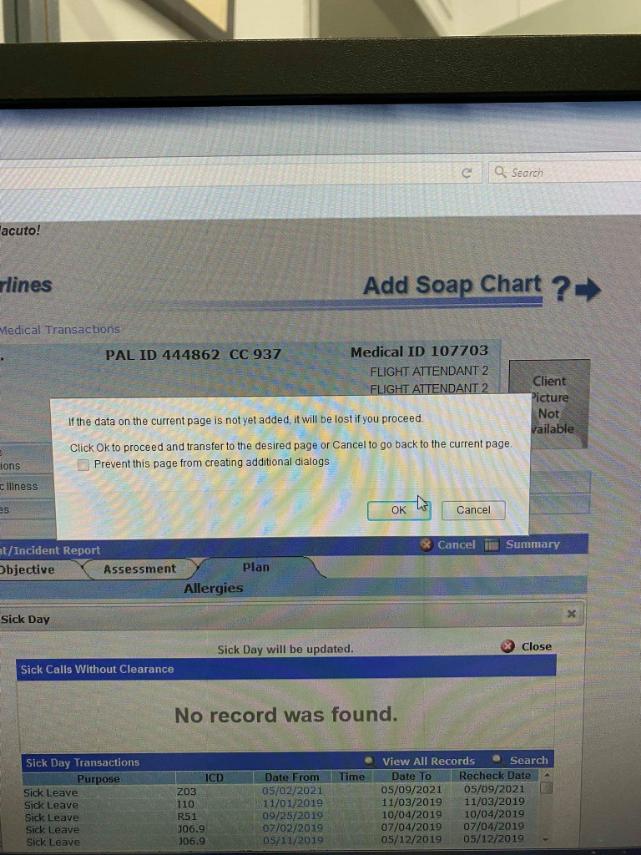 Search
acuto!
rlines
Add Soap Chart ?
Medical Transactions
PAL ID 444862 CC 937
Medical ID 107703
FLIGHT ATTENDANT 2
FLIGHT ATTENDANT 2
Client
Picture
Not
vailable
If the data on the current page is not yet added, it will be lost if you proceed.
Click Ok to proceed and transfer to the desired page or Cancel to go back to the current page.
Prevent this page from creating additional dialogs
OK Cancel
ions
c Illness
es
t/Incident Report
Cancel Summary
Objective Assessment Plan
Allergies
Sick Day
Sick Day will be updated.
Close
Sick Calls Without Clearance
No record was found.
Sick Day Transactions View All Records Search
Purpose ICD Date From Time Date To Recheck Date
Sick Leave Z03 05/02/2021 05/09/2021 05/09/2021
Sick Leave I10 11/01/2019 11/03/2019 11/03/2019
Sick Leave R51 09/25/2019 10/04/2019 10/04/2019
Sick Leave J06.9 07/02/2019 07/04/2019 07/04/2019
Sick Leave J06.9 05/11/2019 05/12/2019 05/12/2019